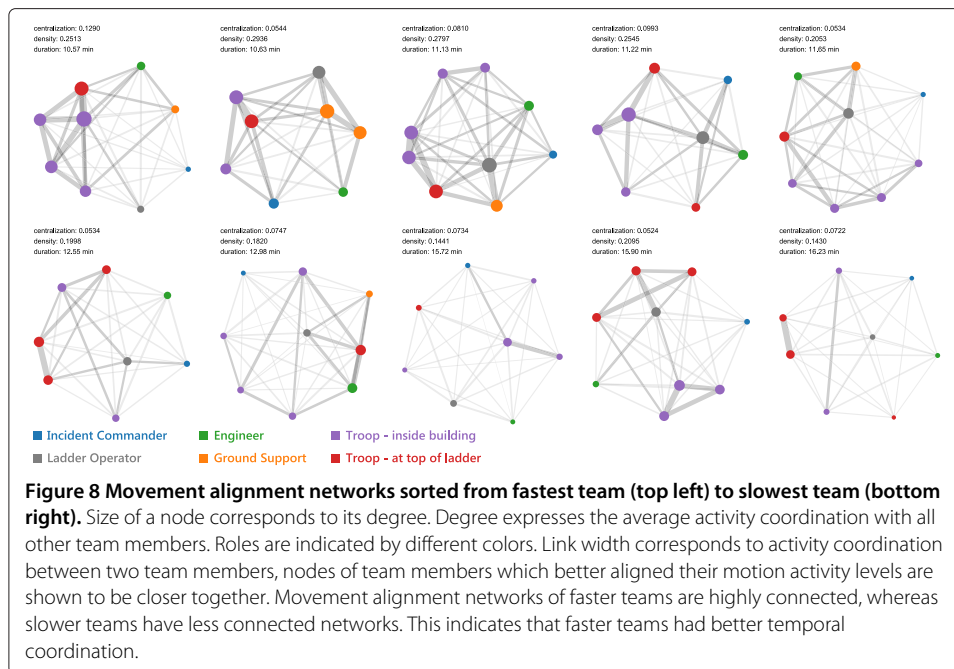 centralization: 0.1290
density: 0.2513
duration: 10.57 min
centralization: 0.0544
density: 0.2936
duration: 10.63 min
centralization: 0.0810
density: 0.2797
duration: 11.13 min
centralization: 0.0993
density: 0.2545
duration: 11.22 min
centralization: 0.0534
density: 0.2053
duration: 11.65 min
centralization: 0.0534
density: 0.1998
duration: 12.55 min
centralization: 0.0747
density: 0.1820
duration: 12.98 min
centralization: 0.0734
density: 0.1441
duration: 15.72 min
centralization: 0.0524
density: 0.2095
duration: 15.90 min
centralization: 0.0722
density: 0.1430
duration: 16.23 min
Incident Commander
Engineer
Troop - inside building
Ladder Operator
Ground Support
Troop - at top of ladder
Figure 8 Movement alignment networks sorted from fastest team (top left) to slowest team (bottom
right). Size of a node corresponds to its degree. Degree expresses the average activity coordination with all
other team members. Roles are indicated by different colors. Link width corresponds to activity coordination
between two team members, nodes of team members which better aligned their motion activity levels are
shown to be closer together. Movement alignment networks of faster teams are highly connected, whereas
slower teams have less connected networks. This indicates that faster teams had better temporal
coordination.